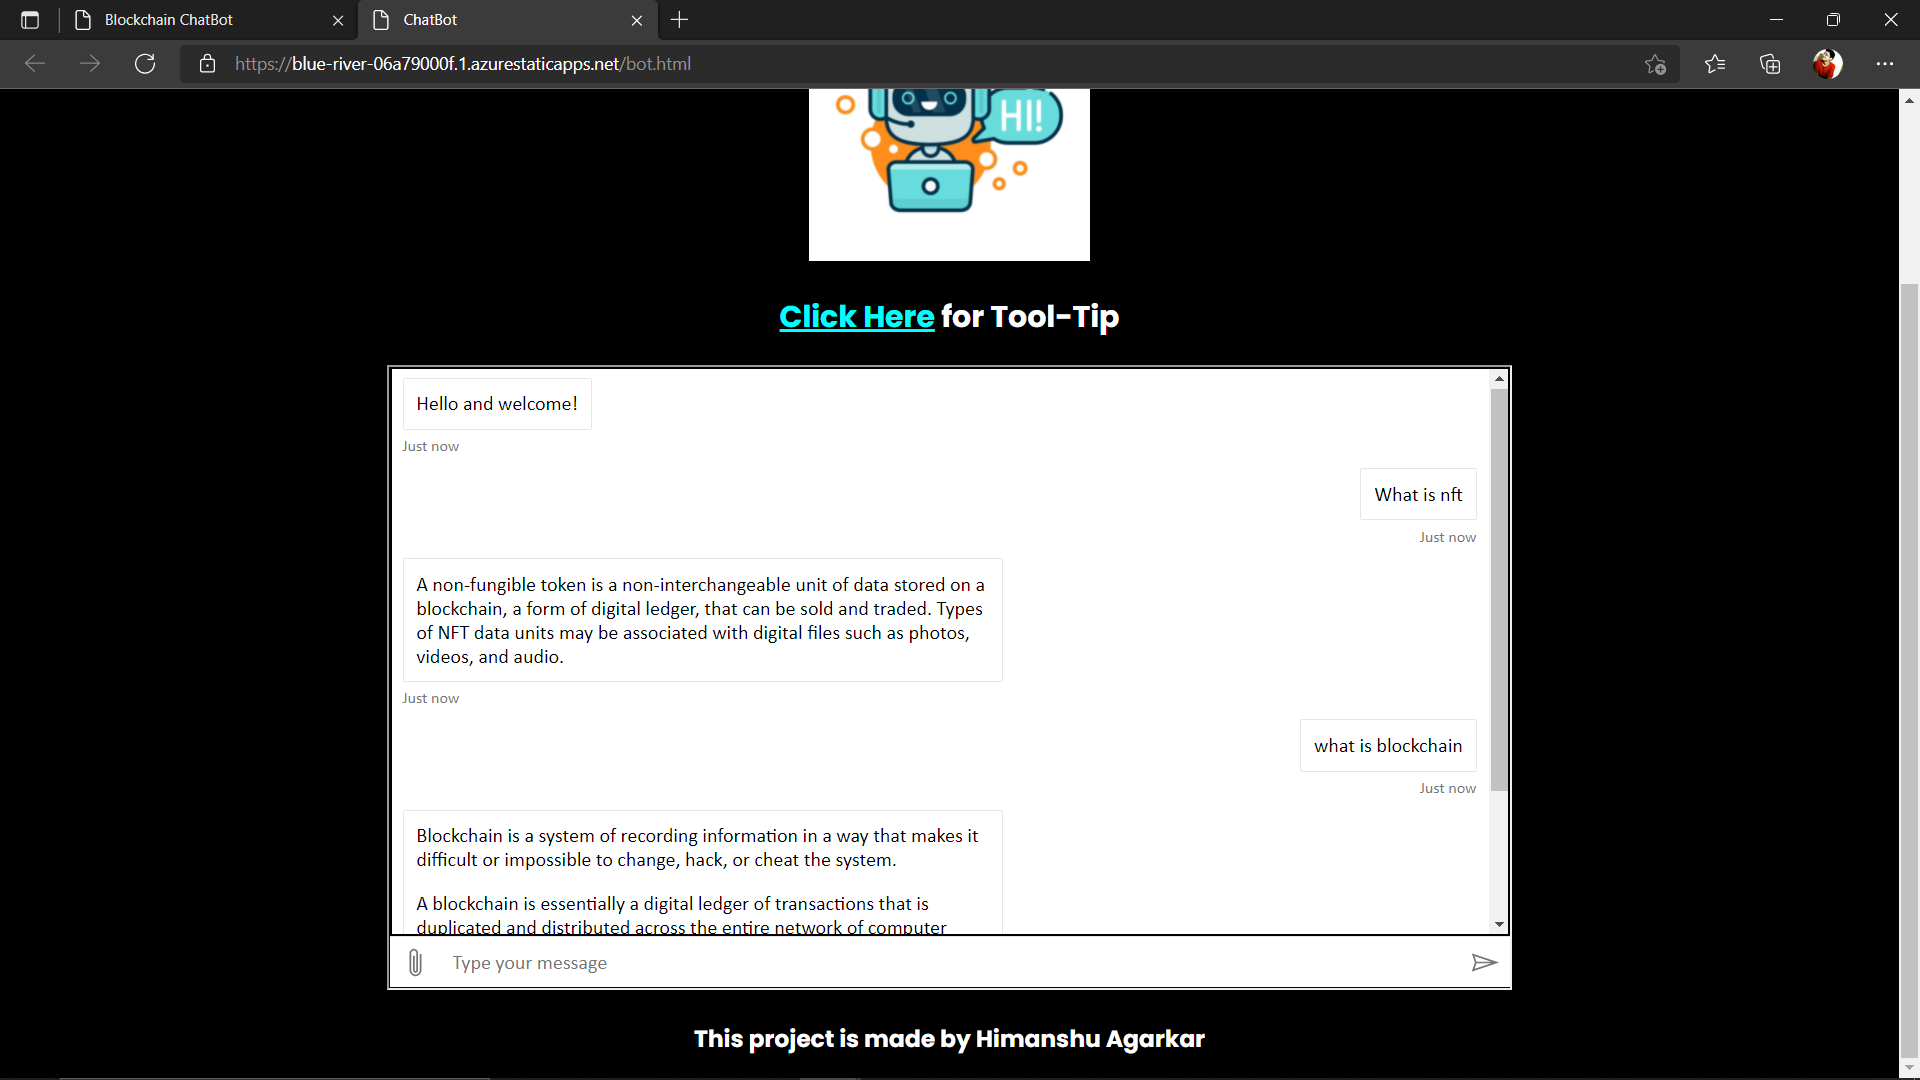 Blockchain ChatBot
ChatBot
https://blue-river-06a79000f.1.azurestaticapps.net/bot.html
HI!
Click Here for Tool-Tip
Hello and welcome!
Just now
What is nft
Just now
A non-fungible token is a non-interchangeable unit of data stored on a
blockchain, a form of digital ledger, that can be sold and traded. Types
of NFT data units may be associated with digital files such as photos,
videos, and audio.
Just now
what is blockchain
Just now
Blockchain is a system of recording information in a way that makes it
difficult or impossible to change, hack, or cheat the system.
A blockchain is essentially a digital ledger of transactions that is
duplicated and distributed across the entire network of computer
Type your message
This project is made by Himanshu Agarkar